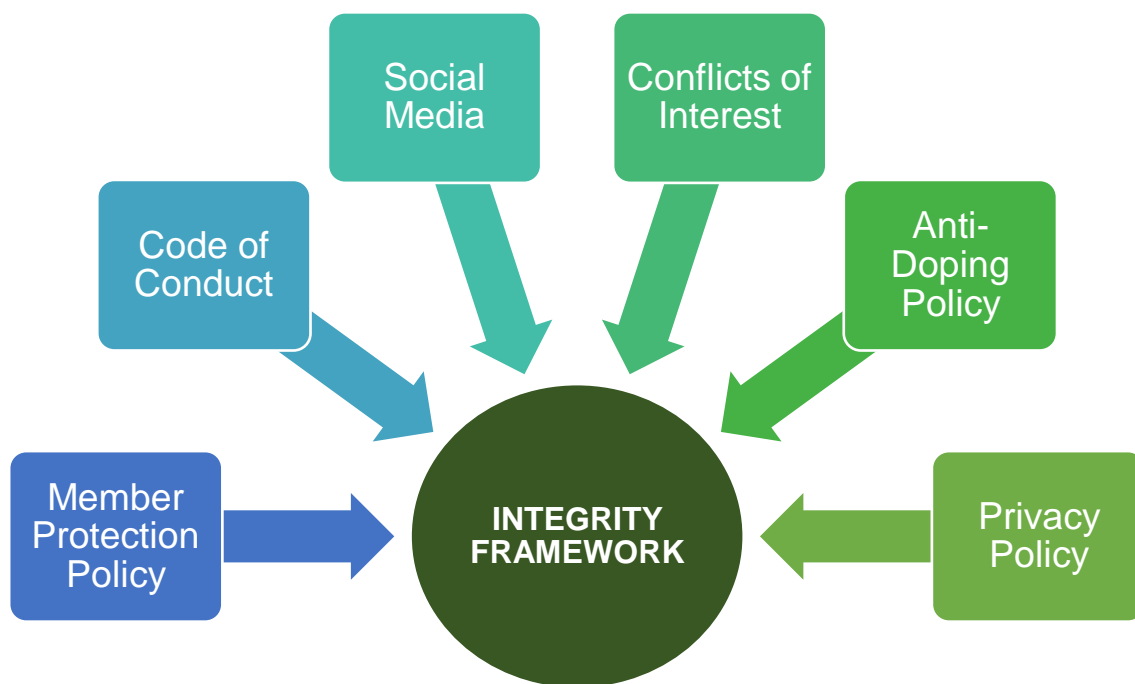 Social
Media
Conflicts of
Interest
Code of
Conduct
Anti-
Doping
Policy
Member
Protection
Policy
INTEGRITY
FRAMEWORK
Privacy
Policy